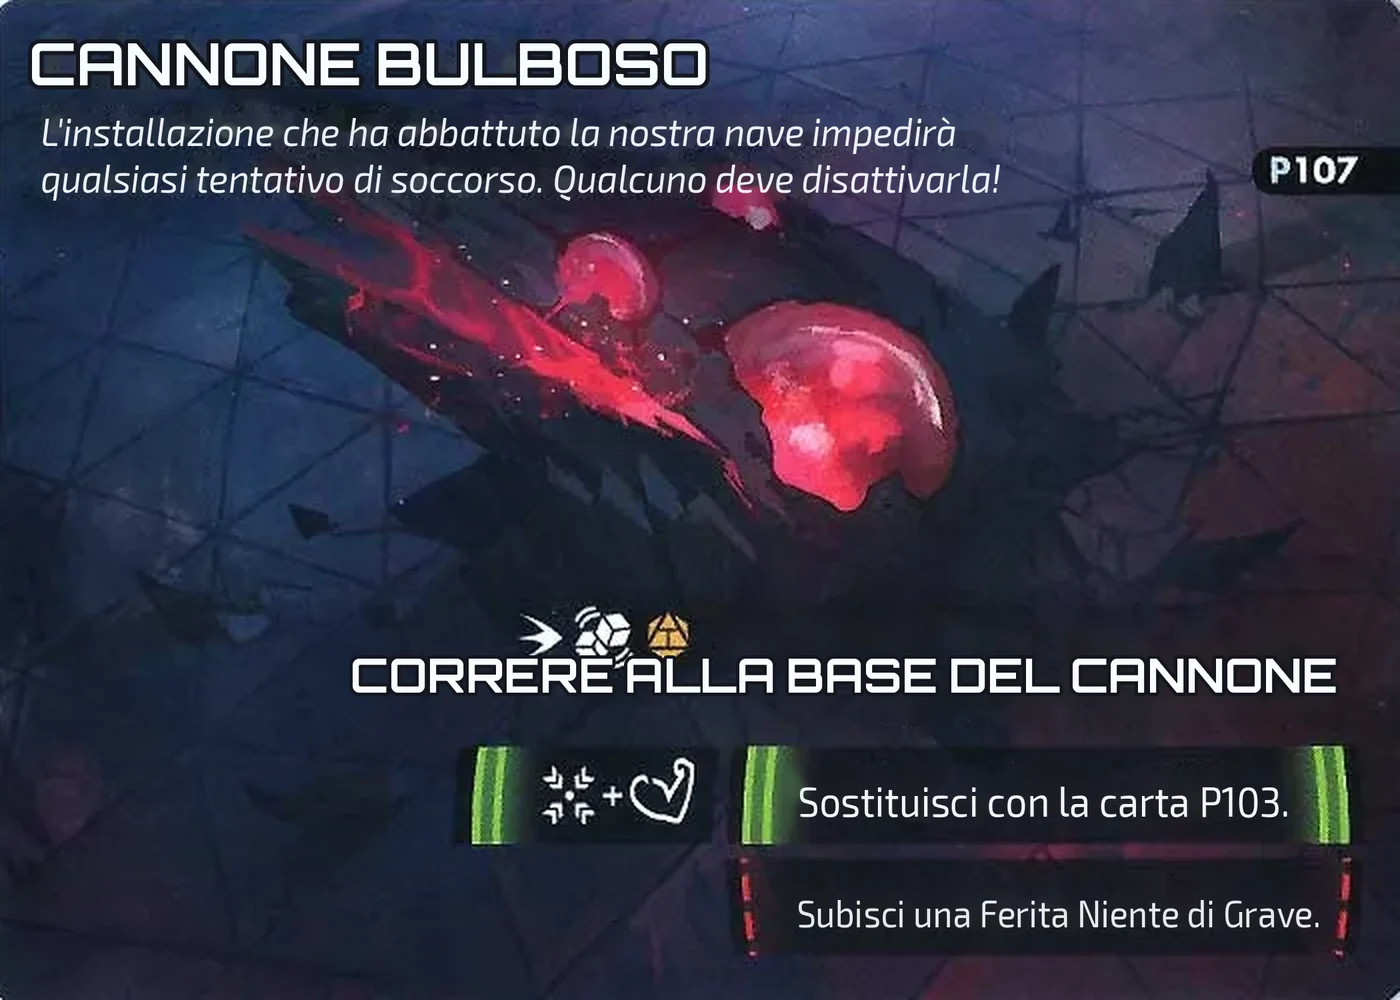 CANNONE BULBOSO
L'installazione che ha abbattuto la nostra nave impedirà
qualsiasi tentativo di soccorso. Qualcuno deve disattivarla!
P107
CORRERE ALLA BASE DEL CANNONE
+
Sostituisci con la carta P103.
Subisci una Ferita Niente di Grave.